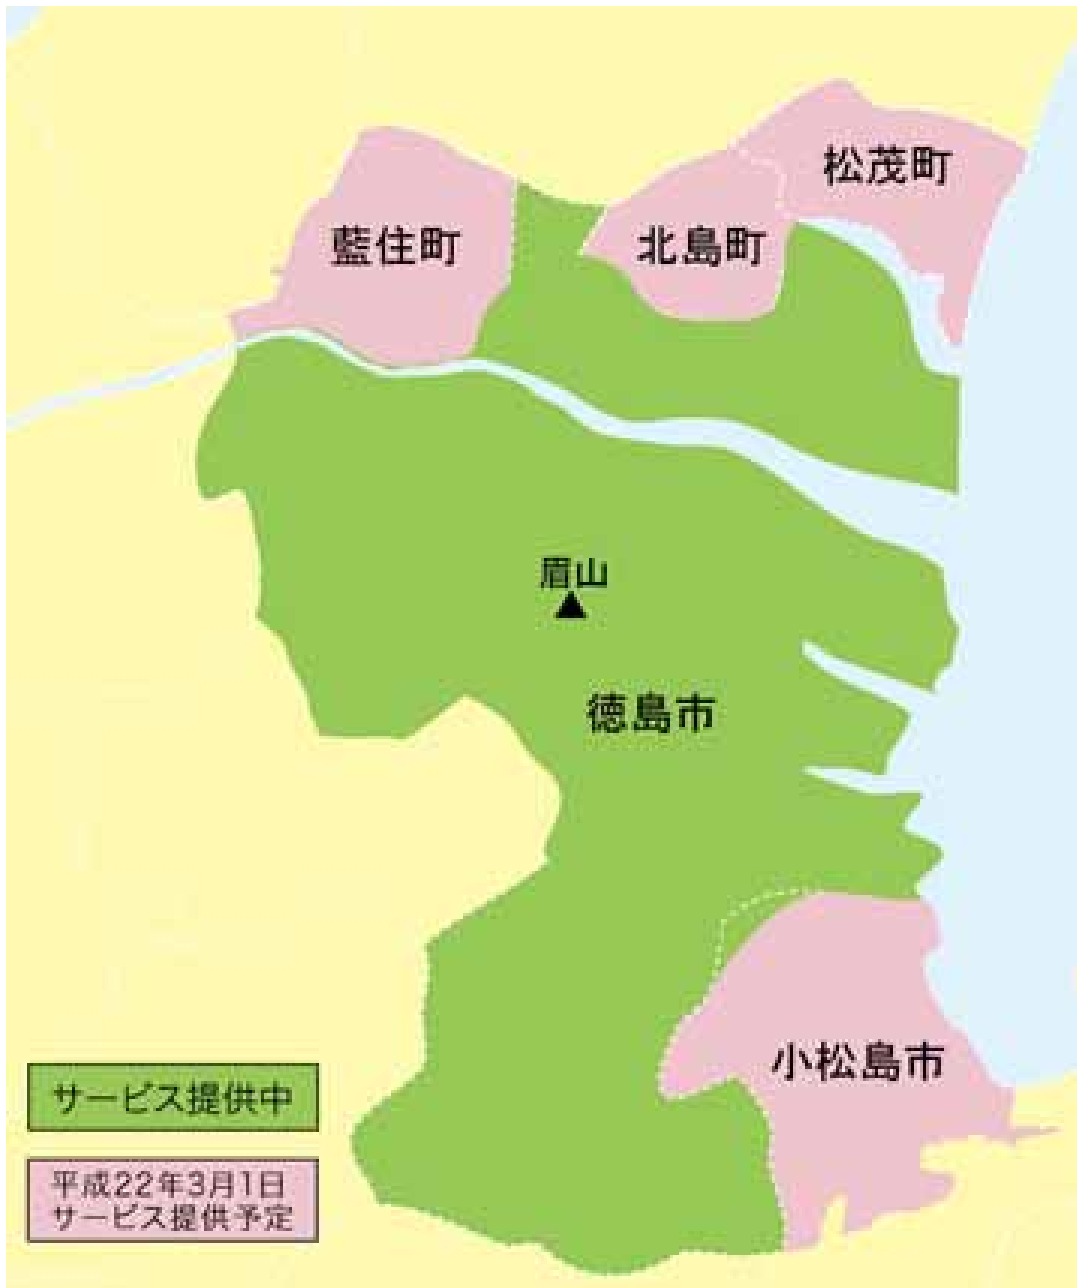 松茂町
藍住町
北島町
眉山
徳島市
小松島市
サービス提供中
平成22年3月1日
サービス提供予定